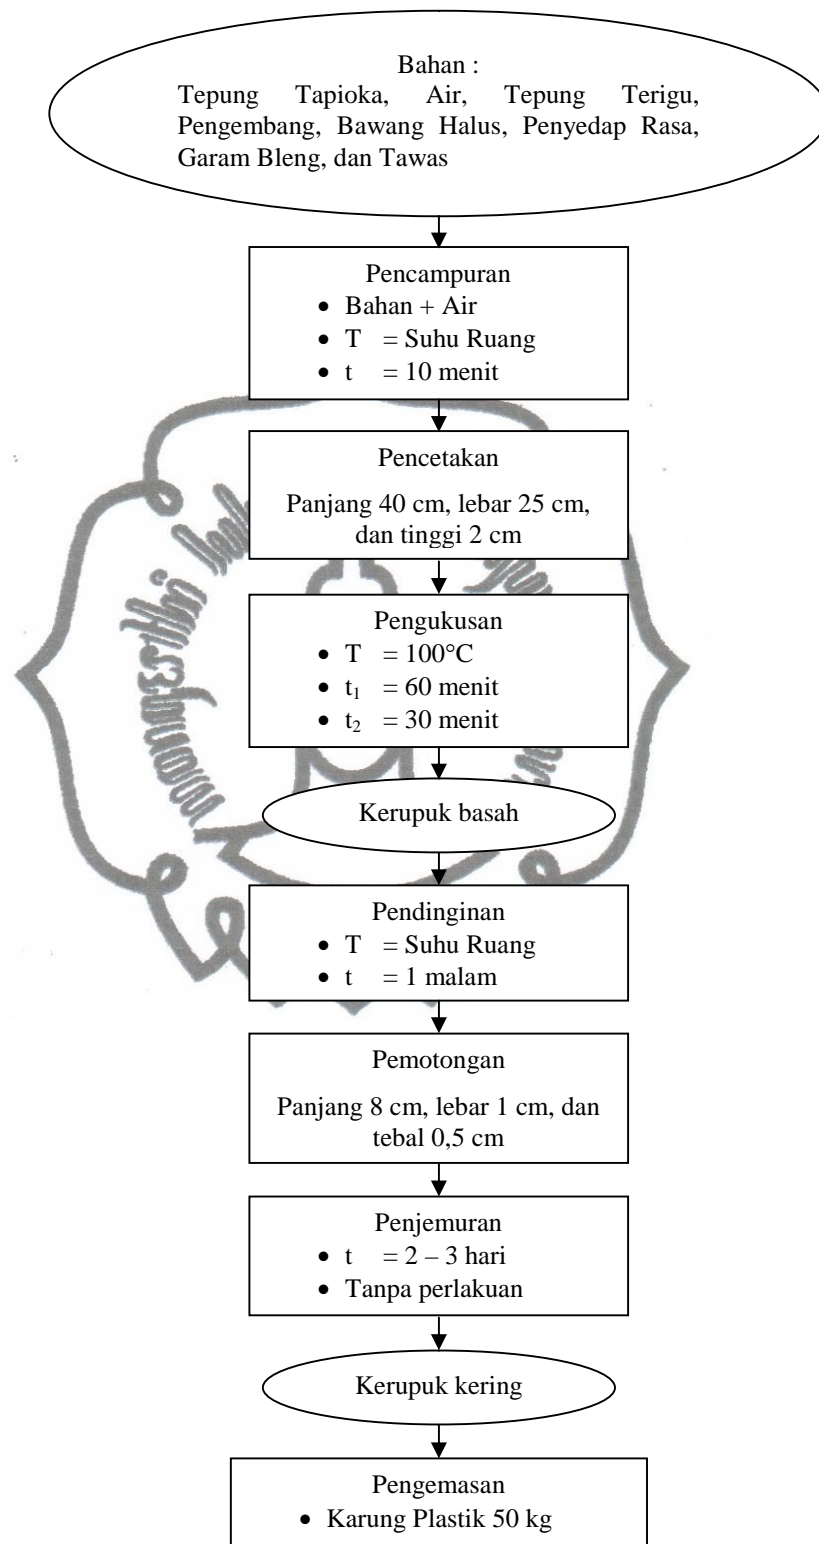 Bahan :
Tepung Tapioka, Air, Tepung Terigu,
Pengembang, Bawang Halus, Penyedap Rasa,
Garam Bleng, dan Tawas
Pencampuran
• Bahan + Air
• T = Suhu Ruang
• t = 10 menit
Pencetakan
Panjang 40 cm, lebar 25 cm,
dan tinggi 2 cm
Pengukusan
• T = 100°C
• t₁ = 60 menit
• t₂ = 30 menit
Kerupuk basah
Pendinginan
• T = Suhu Ruang
• t = 1 malam
Pemotongan
Panjang 8 cm, lebar 1 cm, dan
tebal 0,5 cm
Penjemuran
• t = 2 – 3 hari
• Tanpa perlakuan
Kerupuk kering
Pengemasan
• Karung Plastik 50 kg